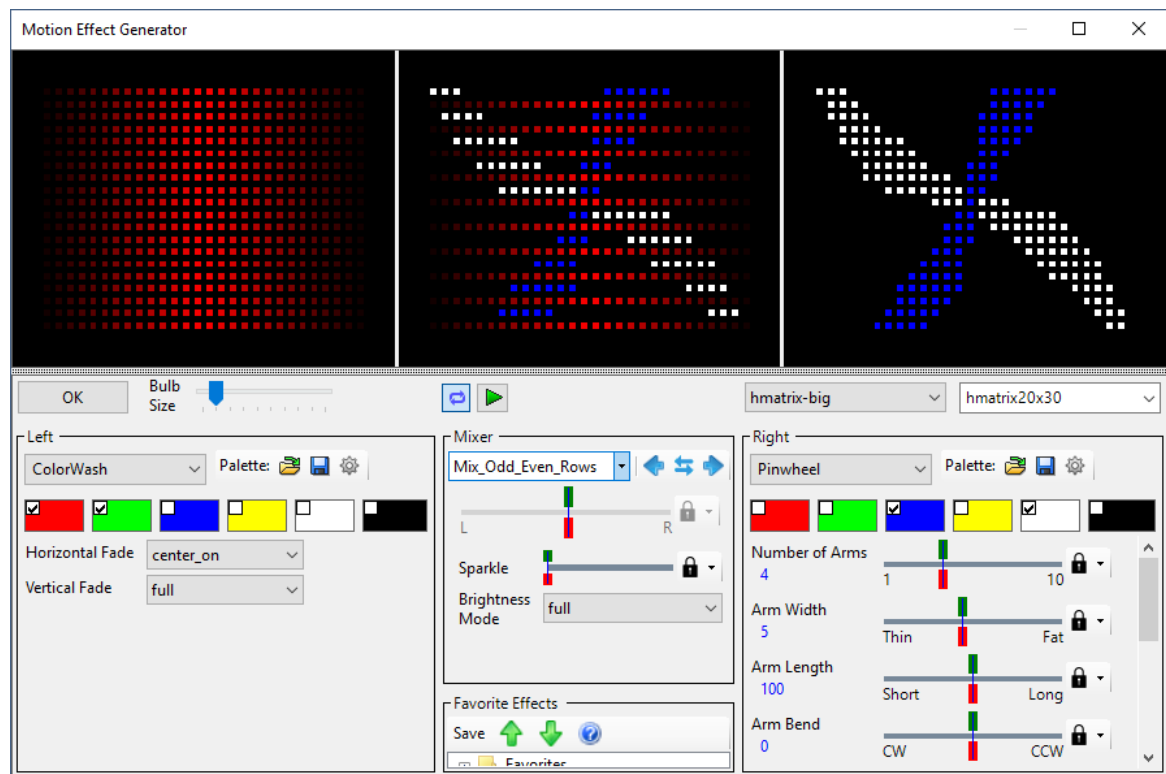 Motion Effect Generator
OK
Bulb Size
hmatrix-big
hmatrix20x30
Left
ColorWash
Palette:
Horizontal Fade
center_on
Vertical Fade
full
Mixer
Mix_Odd_Even_Rows
L
R
Sparkle
Brightness Mode
full
Favorite Effects
Save
Favorites
Right
Pinwheel
Palette:
Number of Arms
4
1
10
Arm Width
5
Thin
Fat
Arm Length
100
Short
Long
Arm Bend
0
CW
CCW